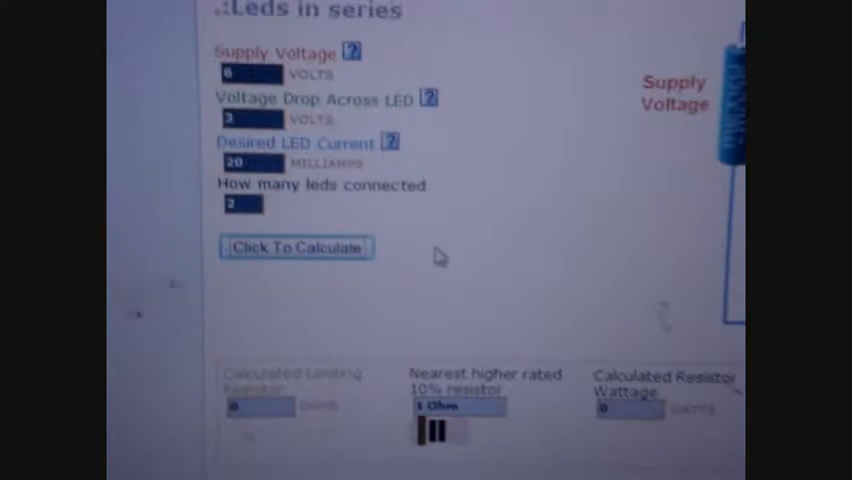 .:Leds in series
Supply Voltage ?
6 VOLTS
Voltage Drop Across LED ?
3 VOLTS
Desired LED Current ?
20 MILLIAMPS
How many leds connected
2
Click To Calculate
Supply
Voltage
Calculated Limiting
Resistor
0 OHMS
Nearest higher rated
10% resistor
1 Ohm
Calculated Resistor
Wattage
0 WATTS